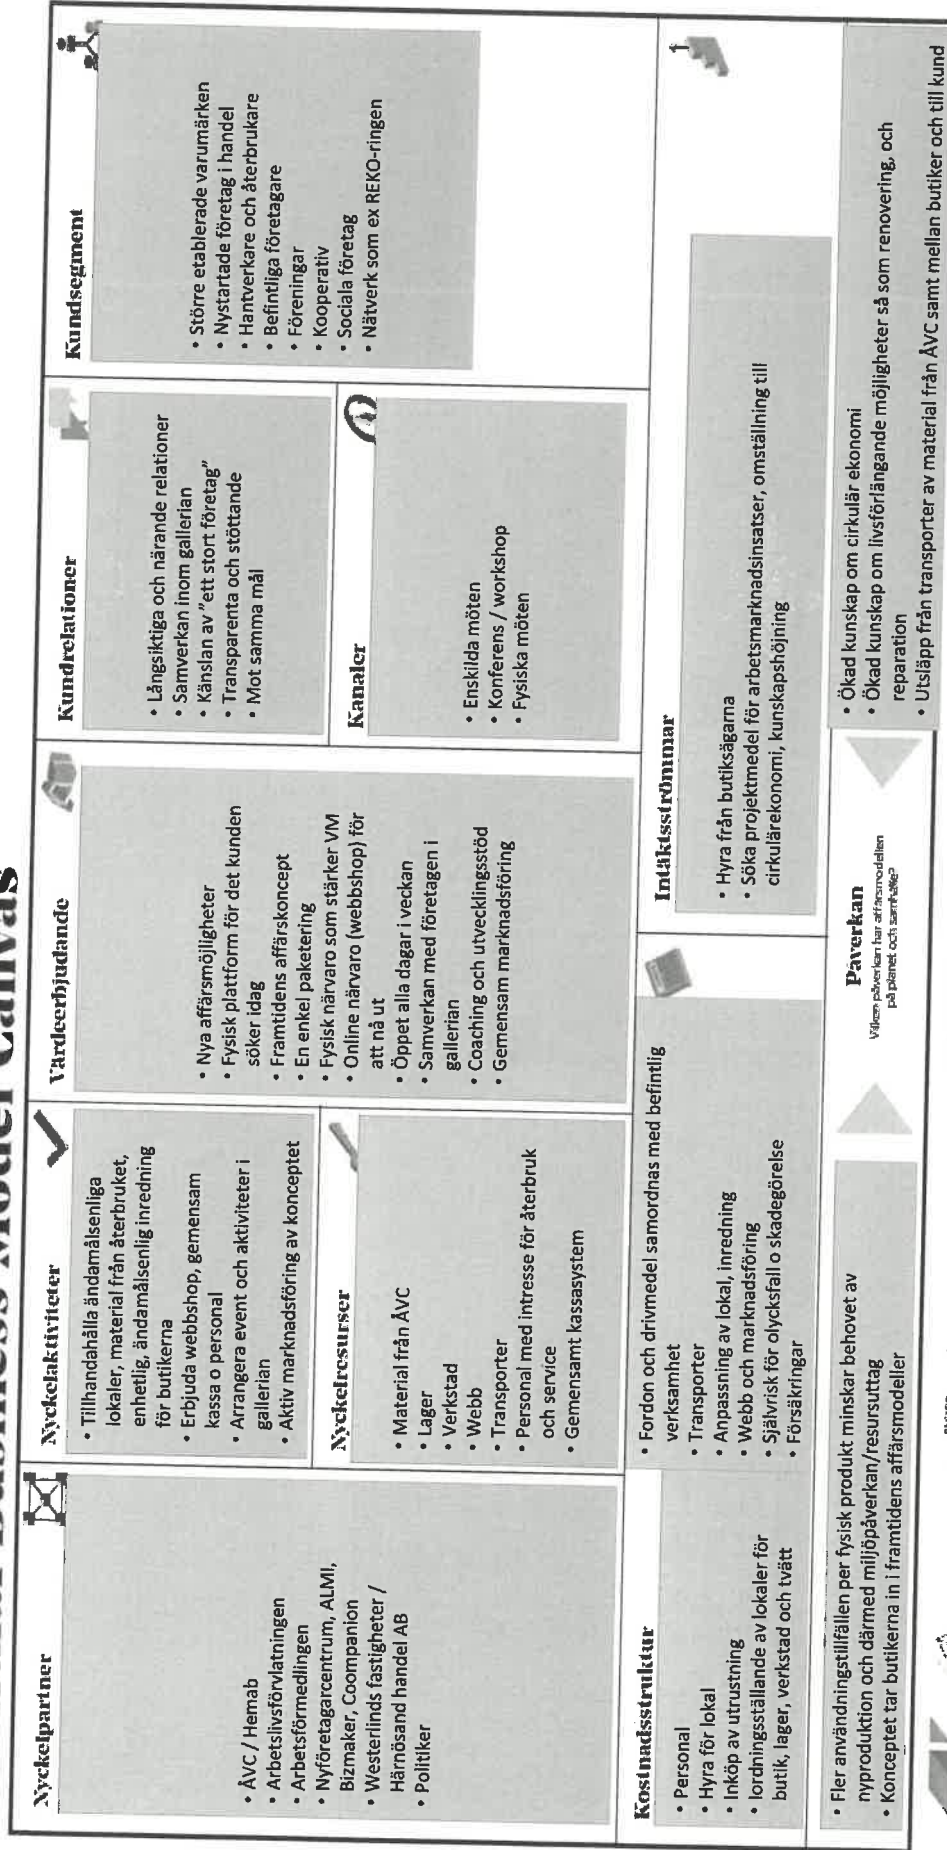 Business Model Canvas
Nyckelpartner
• ÅVC / Hemab
• Arbetslivsförvlatningen
• Arbetsförmedlingen
• Nyföretagarcentrum, ALMI,
Bizmaker, Coompanion
• Westerlinds fastigheter /
Härnösand handel AB
• Politiker
Nyckelaktiviteter
• Tillhandahålla ändamålsenliga
lokaler, material från återbruket,
enhetlig, ändamålsenlig inredning
för butikerna
• Erbjuda webbshop, gemensam
kassa o personal
• Arrangera event och aktiviteter i
gallerian
• Aktiv marknadsföring av konceptet
Nyckelresurser
• Material från ÅVC
• Lager
• Verkstad
• Webb
• Transporter
• Personal med intresse för återbruk
och service
• Gemensamt kassasystem
Värdeerbjudande
• Nya affärsmöjligheter
• Fysisk plattform för det kunden
söker idag
• Framtidens affärskoncept
• En enkel paketering
• Fysisk närvaro som stärker VM
• Online närvaro (webbshop) för
att nå ut
• Öppet alla dagar i veckan
• Samverkan med företagen i
gallerian
• Coaching och utvecklingsstöd
• Gemensam marknadsföring
Kundrelationer
• Långsiktiga och närande relationer
• Samverkan inom gallerian
• Känslan av ”ett stort företag”
• Transparenta och stöttande
• Mot samma mål
Kanaler
• Enskilda möten
• Konferens / workshop
• Fysiska möten
Kundsegment
• Större etablerade varumärken
• Nystartade företag i handel
• Hantverkare och återbrukare
• Befintliga företagare
• Föreningar
• Kooperativ
• Sociala företag
• Nätverk som ex REKO-ringen
Kostnadsstruktur
• Personal
• Hyra för lokal
• Inköp av utrustning
• Iordningsställande av lokaler för
butik, lager, verkstad och tvätt
• Fordon och drivmedel samordnas med befintlig
verksamhet
• Transporter
• Anpassning av lokal, inredning
• Webb och marknadsföring
• Självrisk för olycksfall o skadegörelse
• Försäkringar
Intäktsströmmar
• Hyra från butiksägarna
• Söka projektmedel för arbetsmarknadsinsatser, omställning till
cirkulärekonomi, kunskapshöjning
• Fler användningstillfällen per fysisk produkt minskar behovet av
nyproduktion och därmed miljöpåverkan/resursuttag
• Konceptet tar butikerna in i framtidens affärsmodeller
Påverkan
Vilken påverkan har affärsmodellen
på planet och samhälle?
• Ökad kunskap om cirkulär ekonomi
• Ökad kunskap om livsförlängande möjligheter så som renovering, och
reparation
• Utsläpp från transporter av material från ÅVC samt mellan butiker och till kund